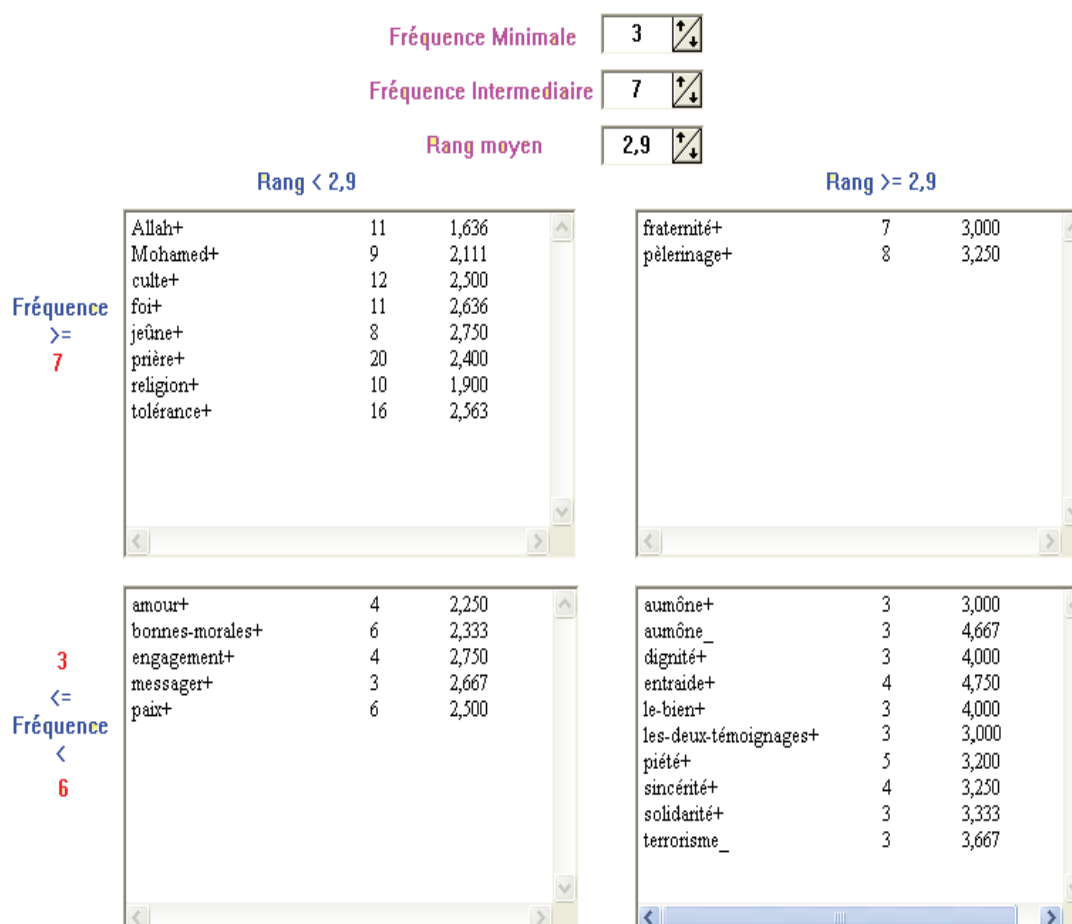 Fréquence Minimale 3
Fréquence Intermediaire 7
Rang moyen 2,9
Rang < 2,9
Rang >= 2,9
Fréquence
>=
7
Allah+ 11 1,636
Mohamed+ 9 2,111
culte+ 12 2,500
foi+ 11 2,636
jeûne+ 8 2,750
prière+ 20 2,400
religion+ 10 1,900
tolérance+ 16 2,563
fraternité+ 7 3,000
pèlerinage+ 8 3,250
3
<=
Fréquence
<
6
amour+ 4 2,250
bonnes-morales+ 6 2,333
engagement+ 4 2,750
messager+ 3 2,667
paix+ 6 2,500
aumône+ 3 3,000
aumône_ 3 4,667
dignité+ 3 4,000
entraide+ 4 4,750
le-bien+ 3 4,000
les-deux-témoignages+ 3 3,000
piété+ 5 3,200
sincérité+ 4 3,250
solidarité+ 3 3,333
terrorisme_ 3 3,667